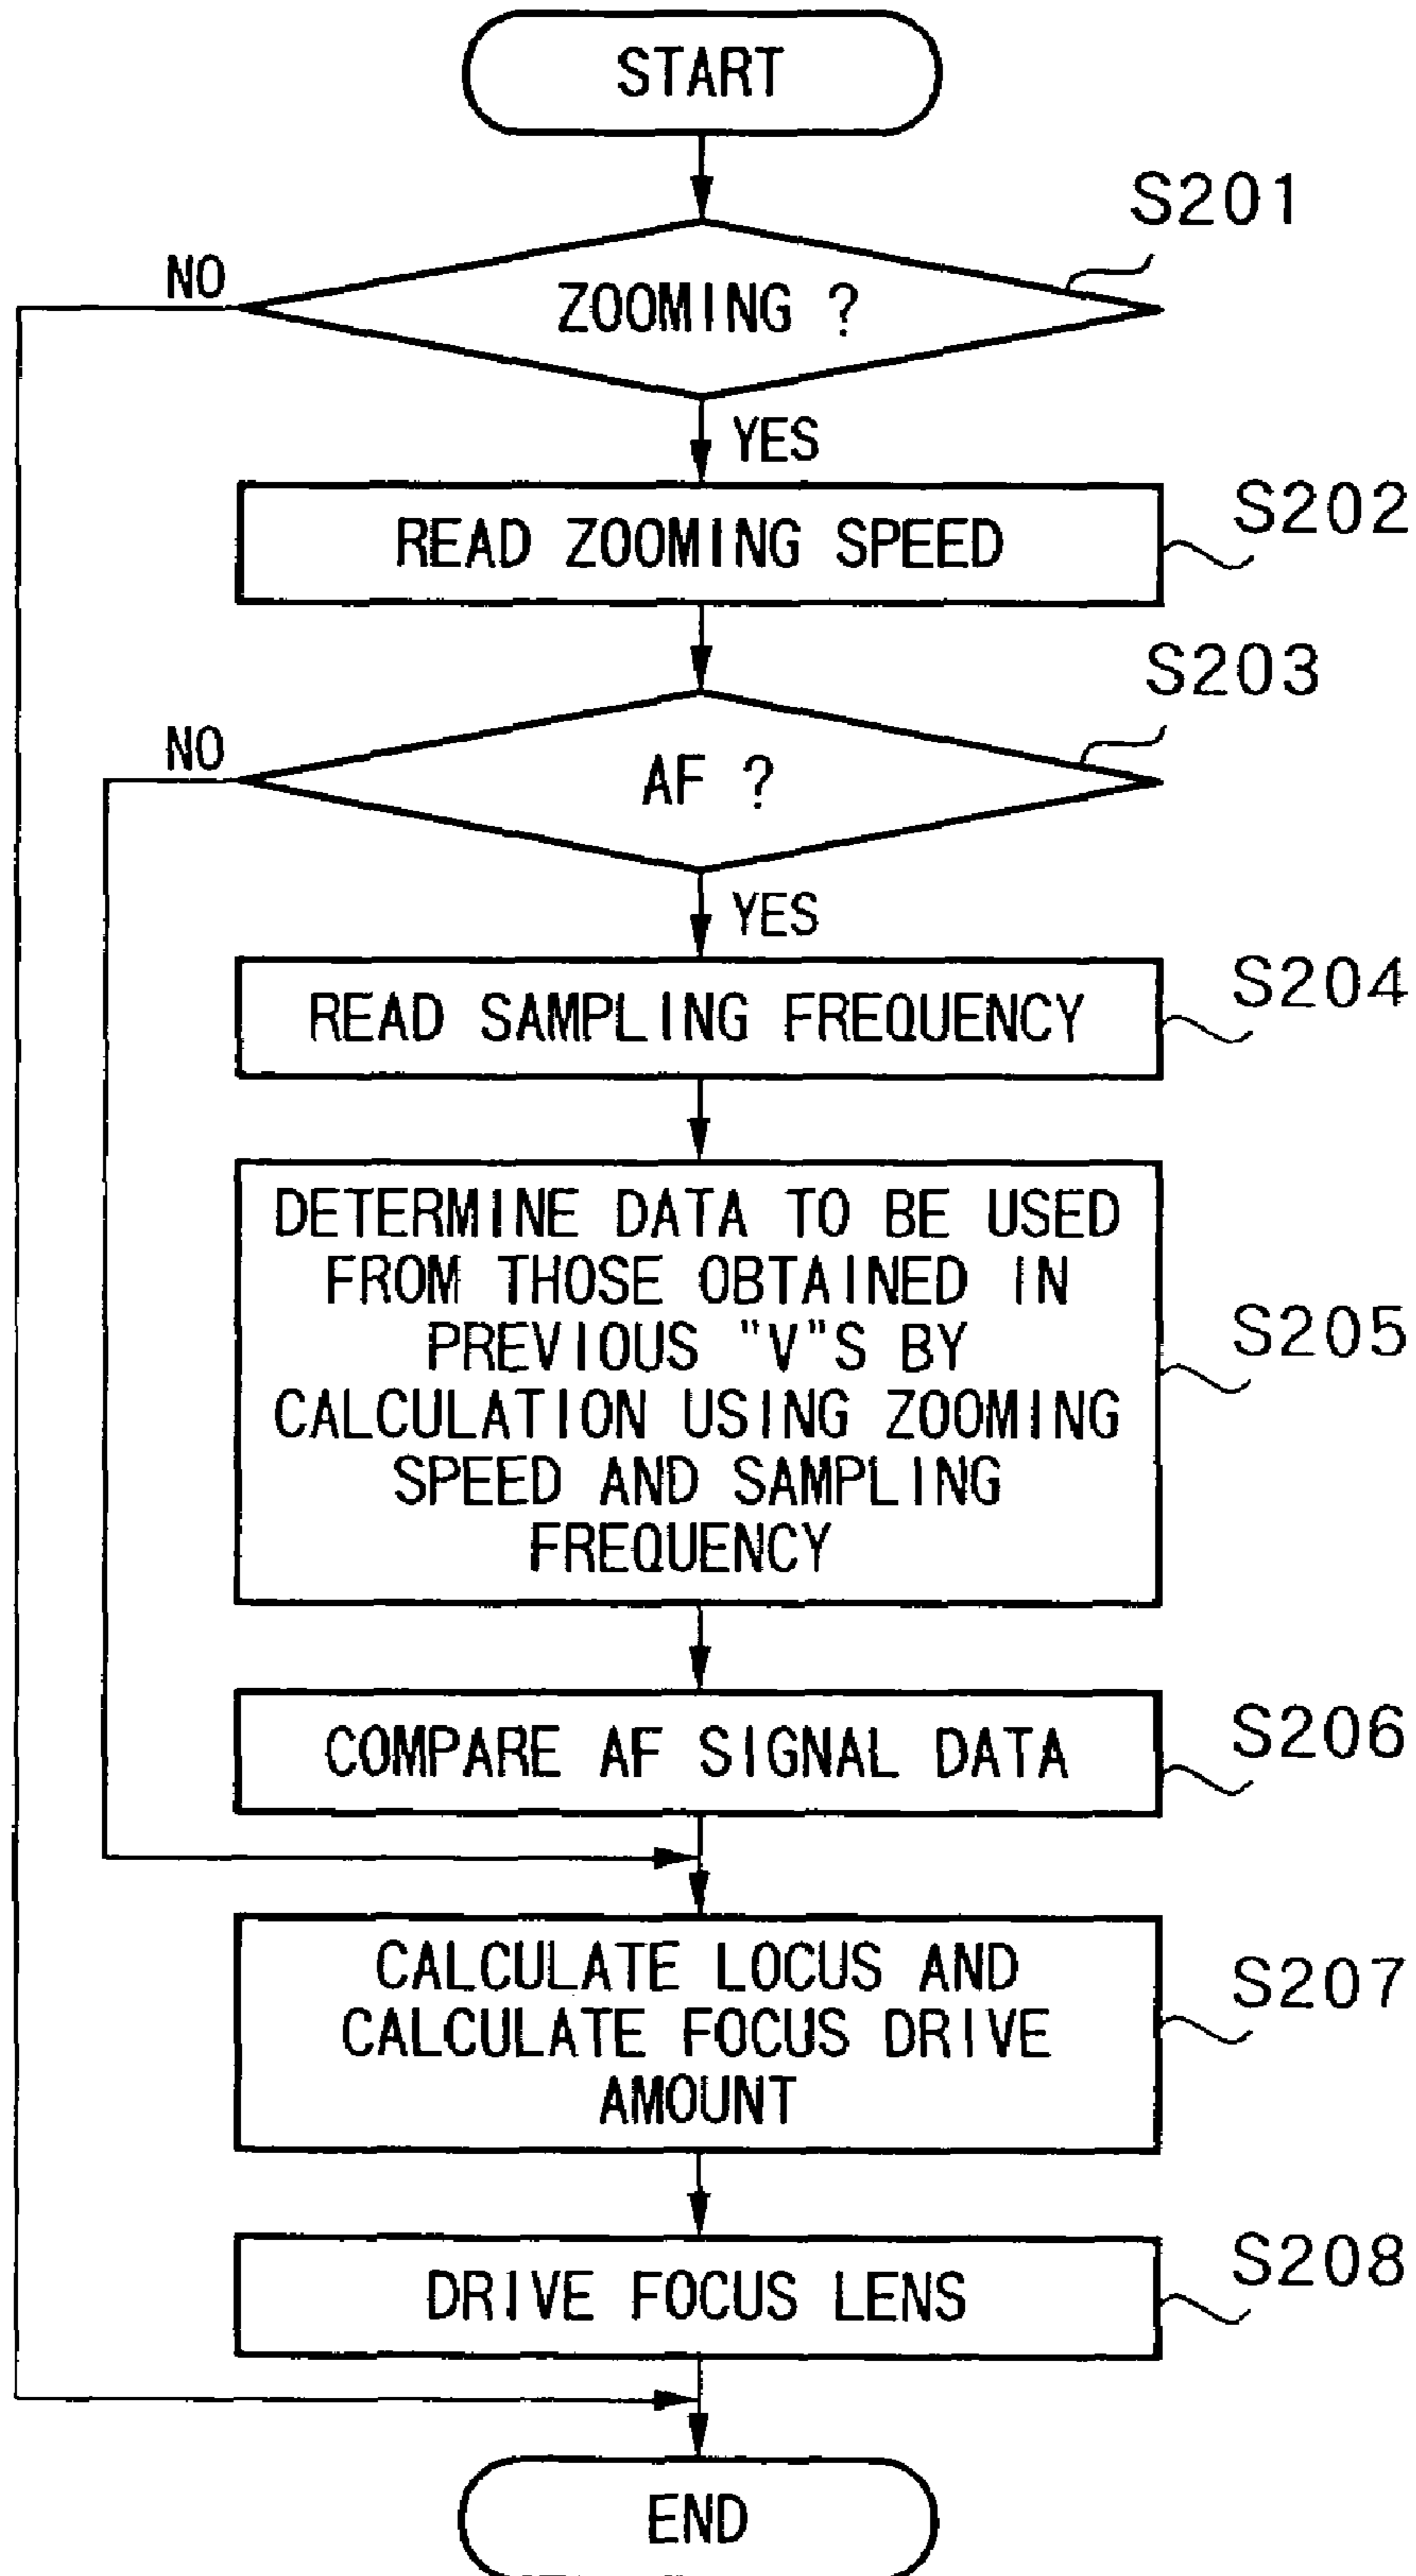 START
S201
NO
ZOOMING ?
YES
READ ZOOMING SPEED
S202
S203
NO
AF ?
YES
READ SAMPLING FREQUENCY
S204
DETERMINE DATA TO BE USED
FROM THOSE OBTAINED IN
PREVIOUS "V"S BY
CALCULATION USING ZOOMING
SPEED AND SAMPLING
FREQUENCY
S205
COMPARE AF SIGNAL DATA
S206
CALCULATE LOCUS AND
CALCULATE FOCUS DRIVE
AMOUNT
S207
DRIVE FOCUS LENS
S208
END